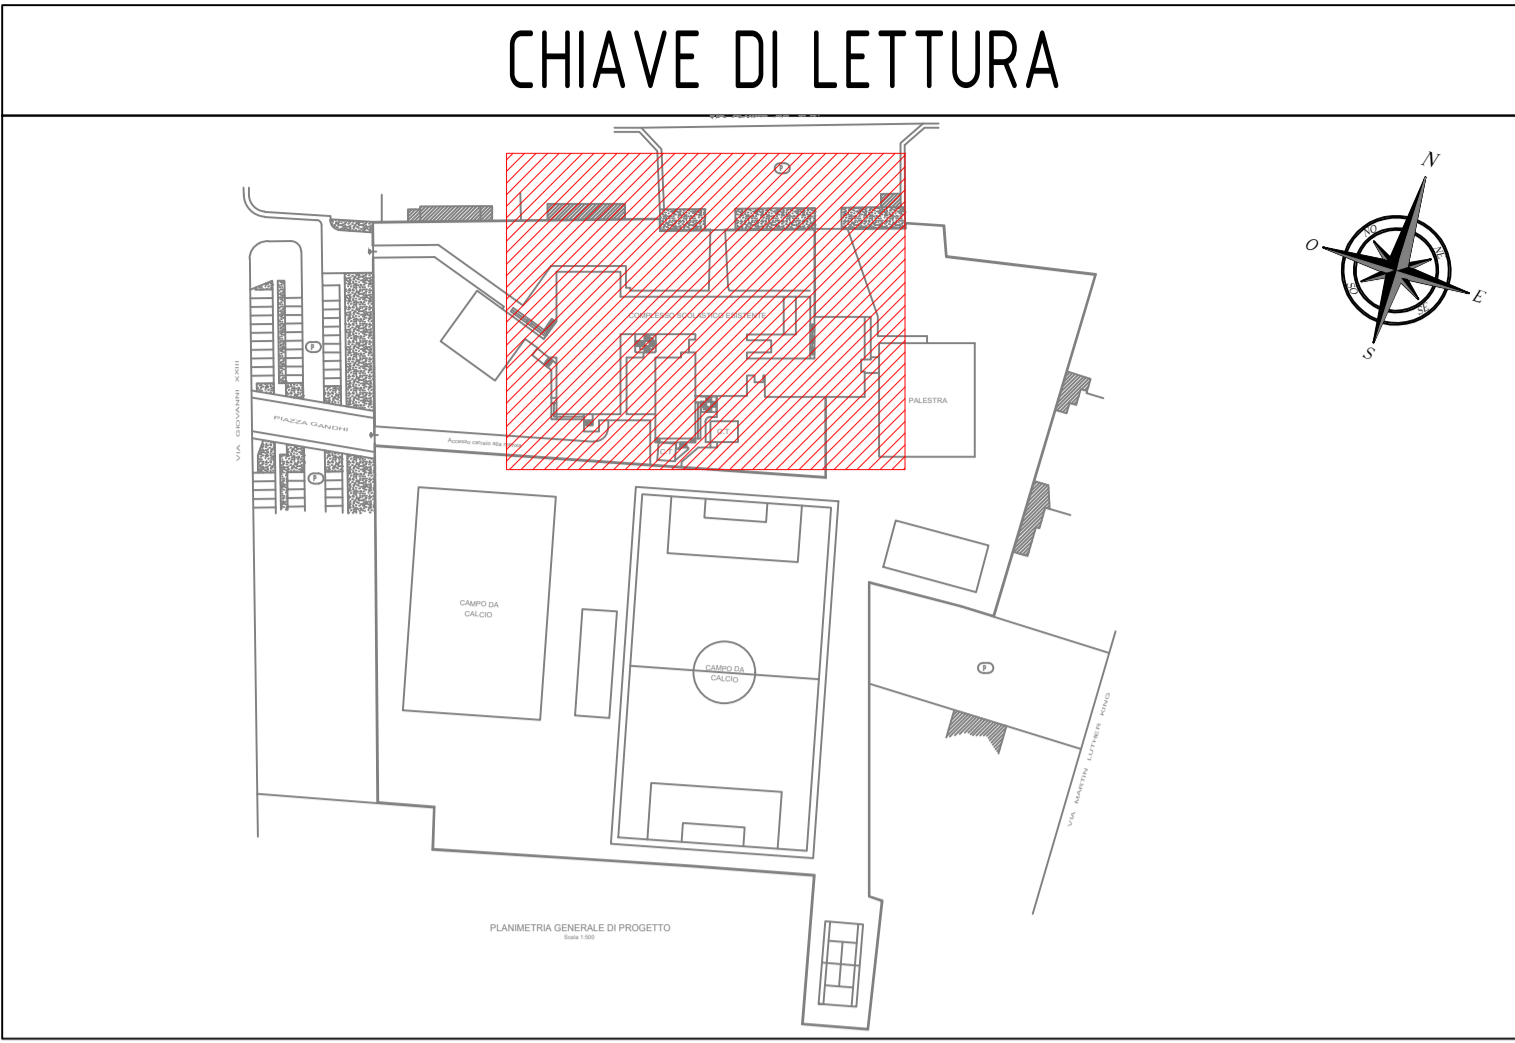 CHIAVE DI LETTURA
N
NO
NE
O
E
SO
SE
S
P
COMPLESSO SCOLASTICO ESISTENTE
P
VIA GIOVANNI XXIII
PALESTRA
PIAZZA GANDHI
C.T.
C.T.
P
CAMPO DA
CALCIO
CAMPO DA
CALCIO
P
VIA MARTIN LUTHER KING
PLANIMETRIA GENERALE DI PROGETTO
Scala 1:500